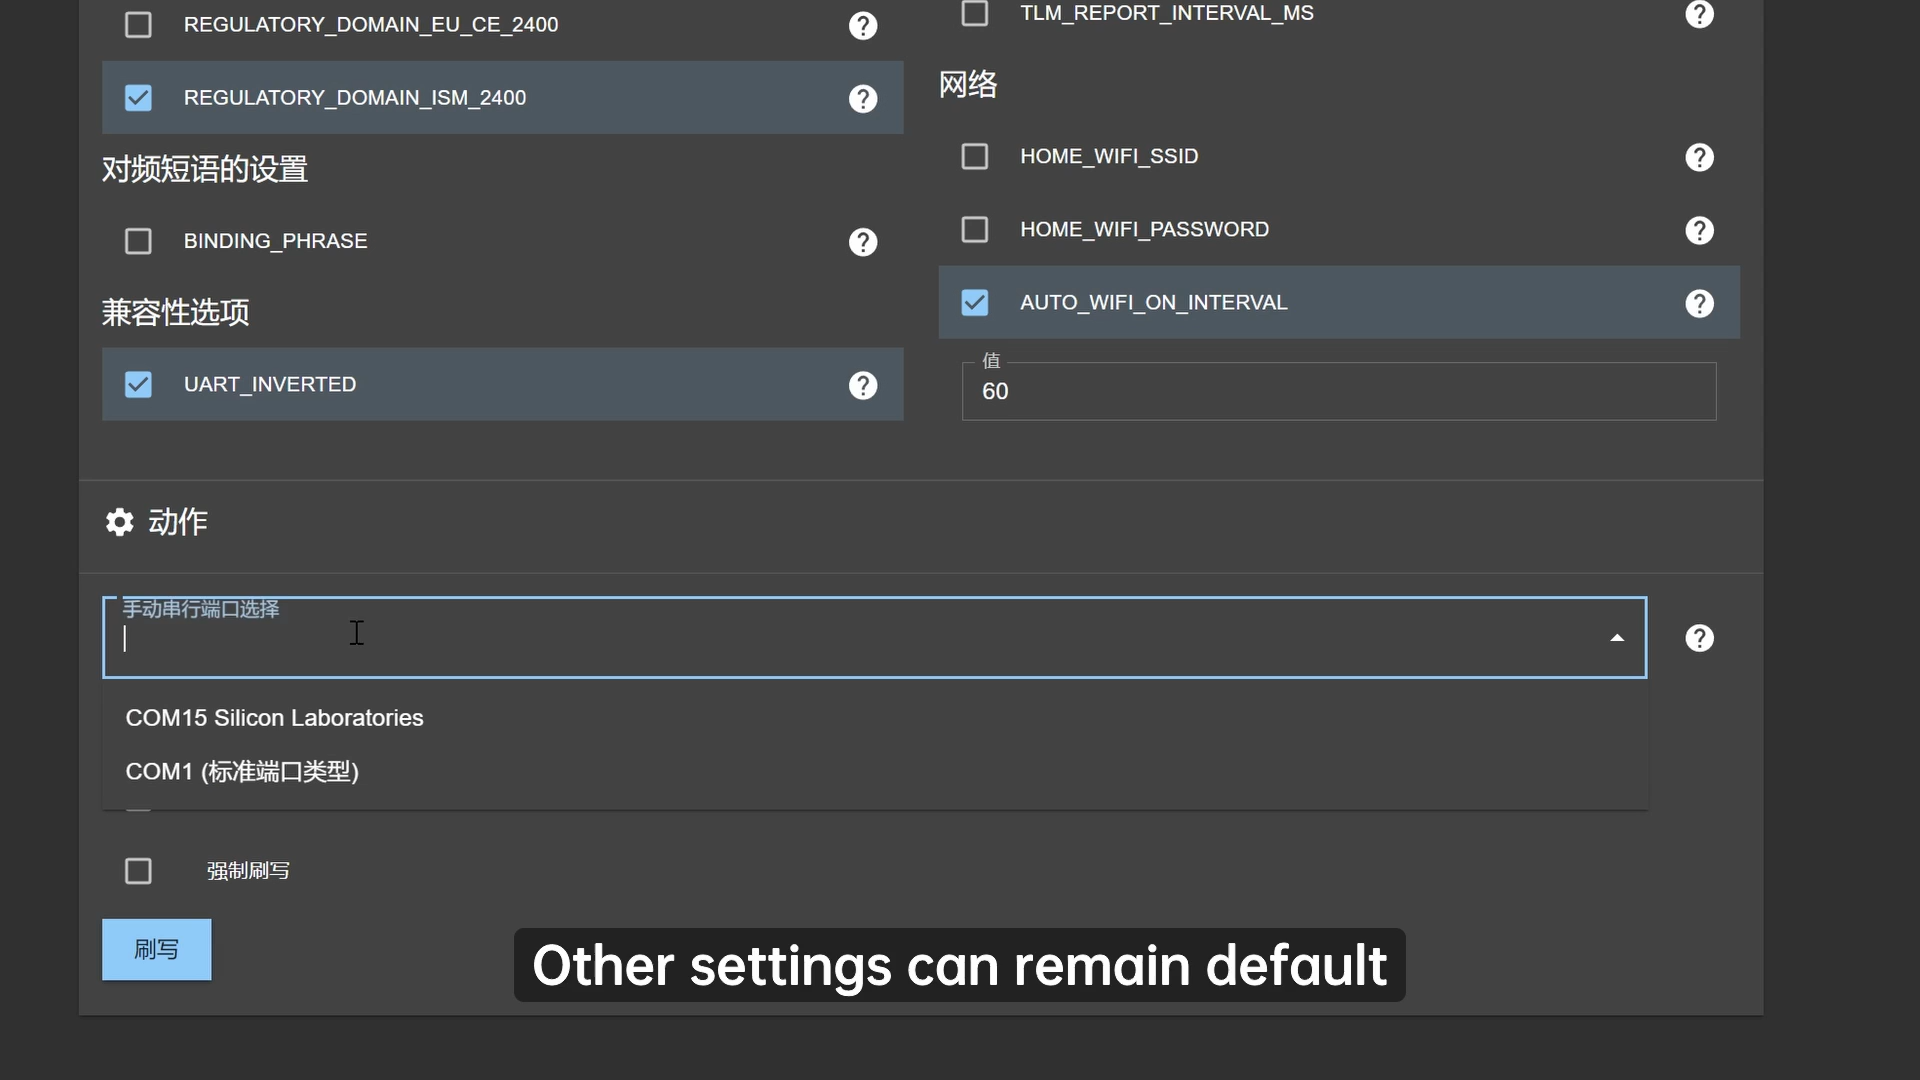 REGULATORY_DOMAIN_EU_CE_2400
REGULATORY_DOMAIN_ISM_2400
对频短语的设置
BINDING_PHRASE
兼容性选项
UART_INVERTED
TLM_REPORT_INTERVAL_MS
网络
HOME_WIFI_SSID
HOME_WIFI_PASSWORD
AUTO_WIFI_ON_INTERVAL
值
60
动作
手动串行端口选择
COM15 Silicon Laboratories
COM1 (标准端口类型)
强制刷写
刷写
Other settings can remain default